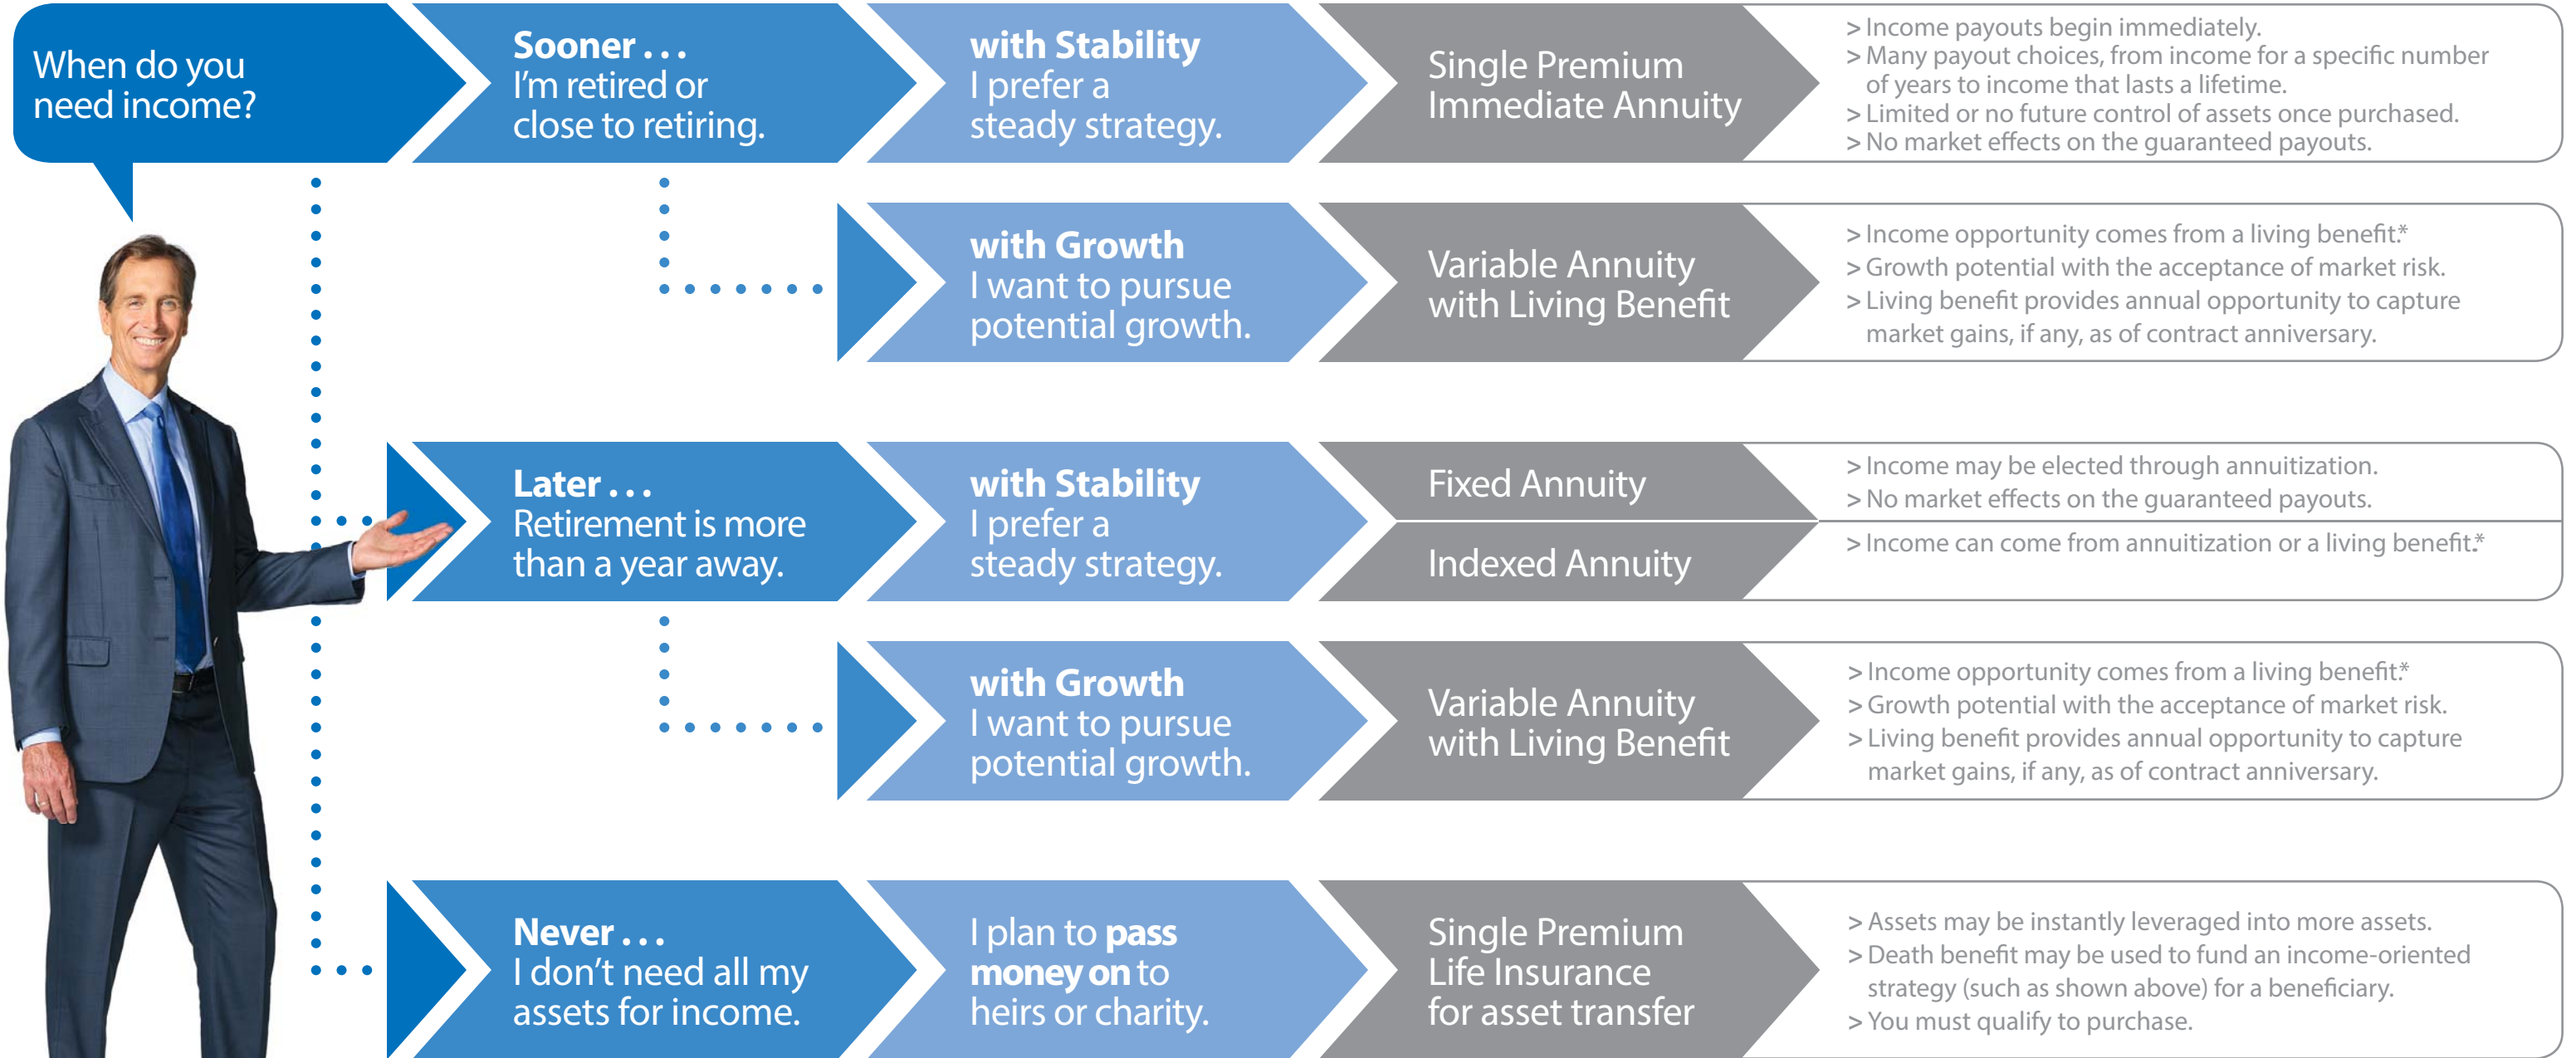 When do you
need income?
Sooner . . .
I'm retired or
close to retiring.
with Stability
I prefer a
steady strategy.
Single Premium
Immediate Annuity
> Income payouts begin immediately.
> Many payout choices, from income for a specific number
of years to income that lasts a lifetime.
> Limited or no future control of assets once purchased.
> No market effects on the guaranteed payouts.
with Growth
I want to pursue
potential growth.
Variable Annuity
with Living Benefit
> Income opportunity comes from a living benefit.*
> Growth potential with the acceptance of market risk.
> Living benefit provides annual opportunity to capture
market gains, if any, as of contract anniversary.
Later . . .
Retirement is more
than a year away.
with Stability
I prefer a
steady strategy.
Fixed Annuity
> Income may be elected through annuitization.
> No market effects on the guaranteed payouts.
Indexed Annuity
> Income can come from annuitization or a living benefit.*
with Growth
I want to pursue
potential growth.
Variable Annuity
with Living Benefit
> Income opportunity comes from a living benefit.*
> Growth potential with the acceptance of market risk.
> Living benefit provides annual opportunity to capture
market gains, if any, as of contract anniversary.
Never . . .
I don't need all my
assets for income.
I plan to pass
money on to
heirs or charity.
Single Premium
Life Insurance
for asset transfer
> Assets may be instantly leveraged into more assets.
> Death benefit may be used to fund an income-oriented
strategy (such as shown above) for a beneficiary.
> You must qualify to purchase.